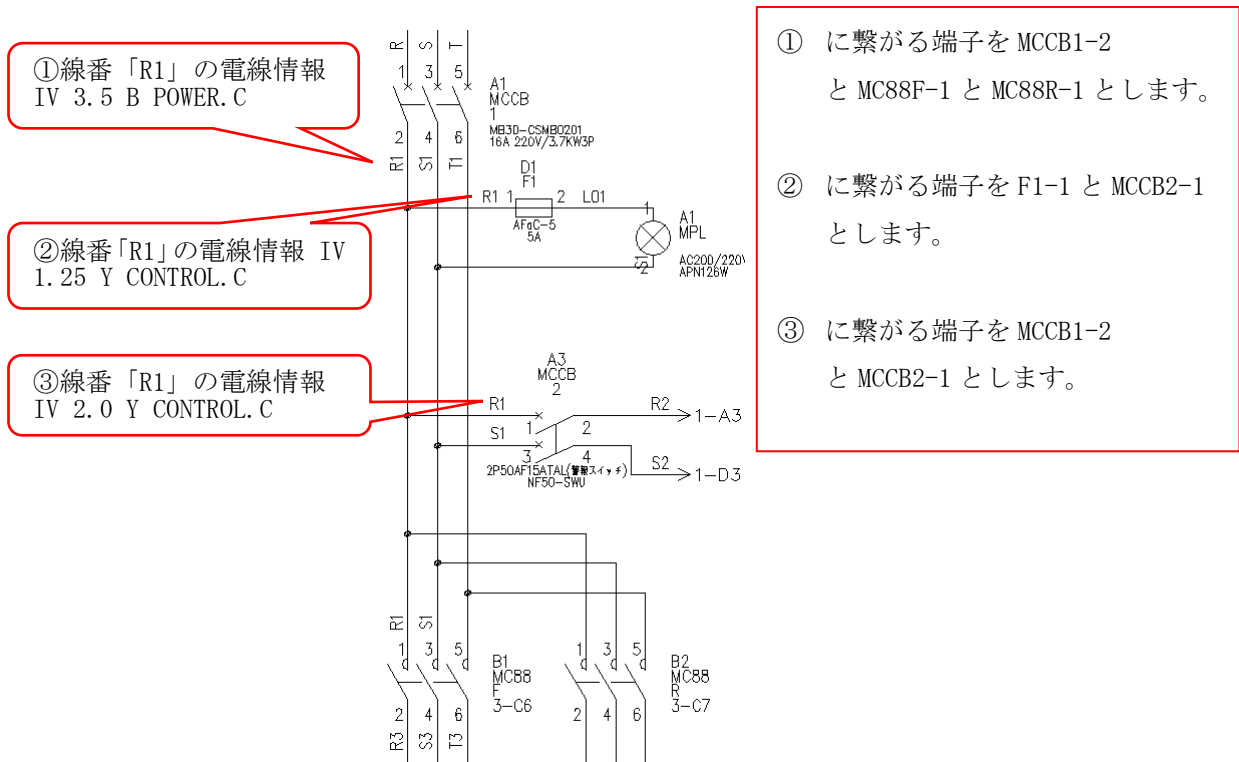 ①線番「R1」の電線情報
IV 3.5 B POWER.C
②線番「R1」の電線情報 IV
1.25 Y CONTROL.C
③線番「R1」の電線情報
IV 2.0 Y CONTROL.C
R S T
1 3 5
A1
MCCB
1
MB3D-CSMB0201
16A 220V/3.7KW3P
2 4 6
R1 S1 T1
D1
F1
R1 1 2 L01
AFaC-5
5A
1
A1
MPL
S1
2
AC200/220V
APN126W
A3
MCCB
2
R1 R2
1 2 1-A3
S1
3 4 S2
2P50AF15ATAL(警報スイッチ)
NF50-SWU
1-D3
R1 S1
1 3 5
B1
MC88
F
3-C6
2 4 6
R3 S3 T3
1 3 5
B2
MC88
R
3-C7
2 4 6
① に繋がる端子を MCCB1-2
と MC88F-1 と MC88R-1 とします。
② に繋がる端子を F1-1 と MCCB2-1
とします。
③ に繋がる端子を MCCB1-2
と MCCB2-1 とします。